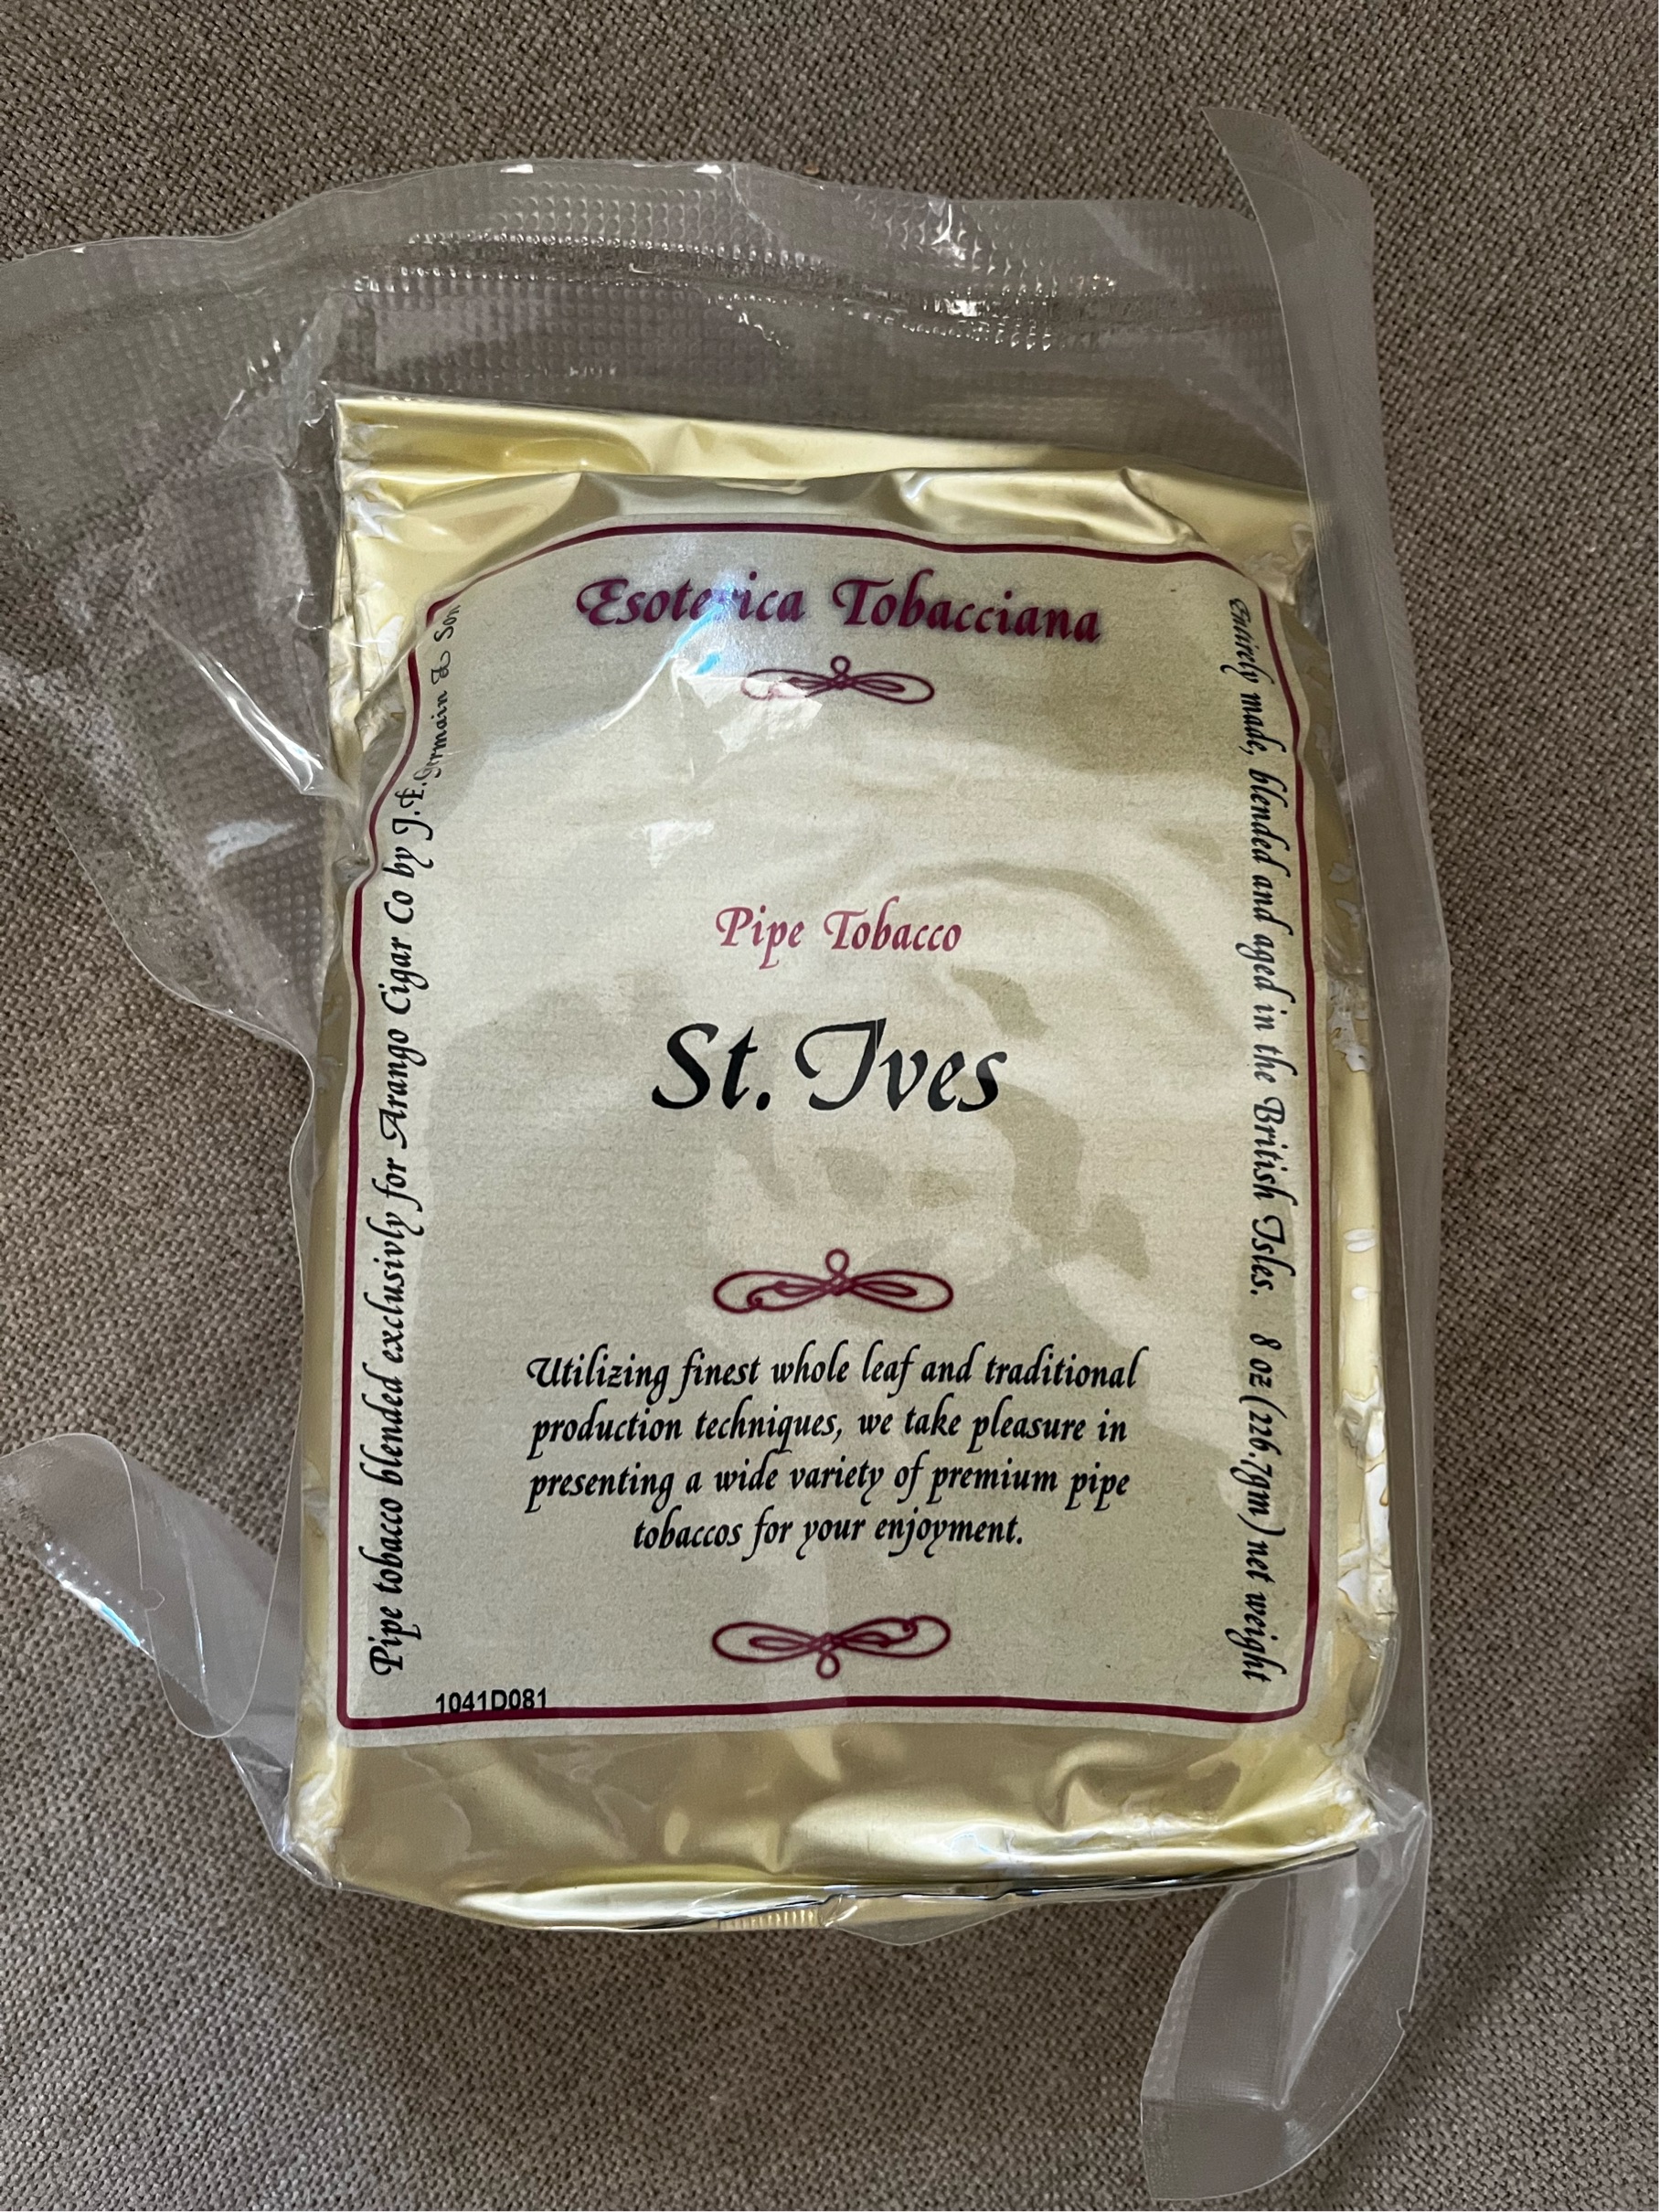 Esoterica Tobacciana
Pipe Tobacco
St. Ives
Utilizing finest whole leaf and traditional
production techniques, we take pleasure in
presenting a wide variety of premium pipe
tobaccos for your enjoyment.
1041D081
Pipe tobacco blended exclusivly for Arango Cigar Co by J.F. Germain & Son
Entirely made, blended and aged in the British Isles. 8 oz (226.7gm) net weight